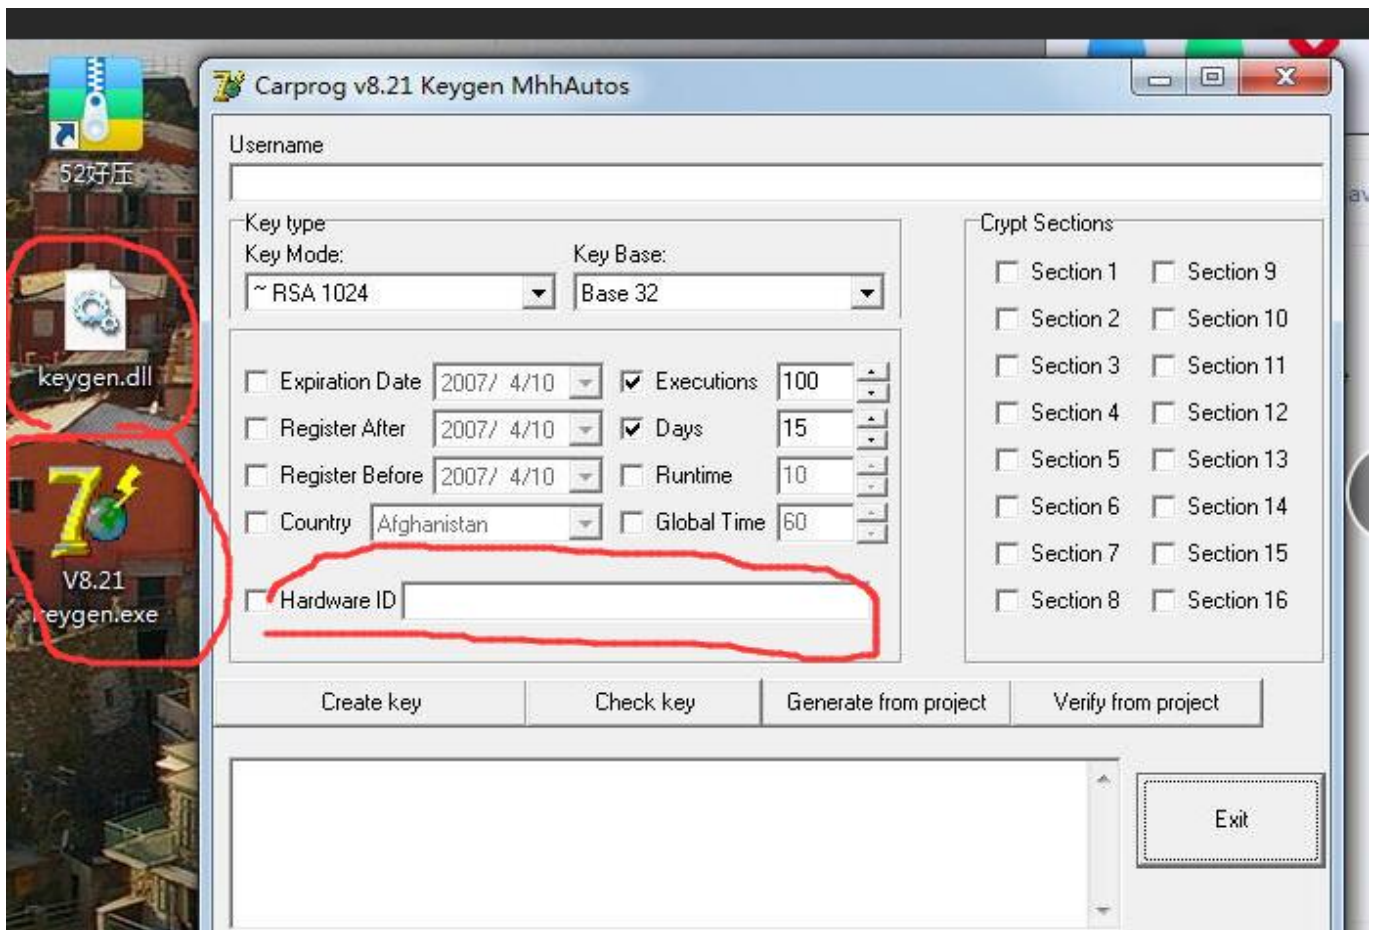 Carprog v8.21 Keygen MhhAutos
52好压
keygen.dll
V8.21
keygen.exe
Username
Key type
Key Mode:
Key Base:
~ RSA 1024
Base 32
Expiration Date 2007/ 4/10
Executions 100
Register After 2007/ 4/10
Days 15
Register Before 2007/ 4/10
Runtime 10
Country Afghanistan
Global Time 60
Hardware ID
Crypt Sections
Section 1 Section 9
Section 2 Section 10
Section 3 Section 11
Section 4 Section 12
Section 5 Section 13
Section 6 Section 14
Section 7 Section 15
Section 8 Section 16
Create key
Check key
Generate from project
Verify from project
Exit